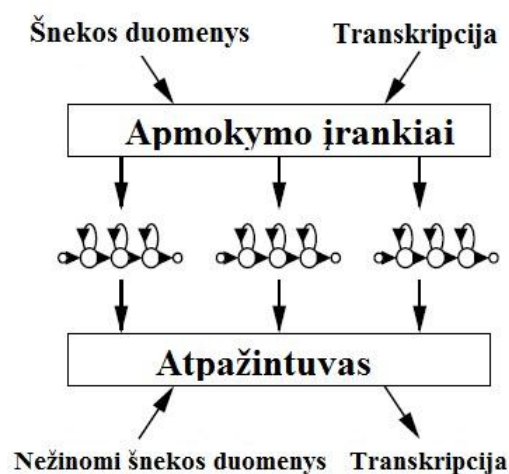 Šnekos duomenys Transkripcija
Apmokymo įrankiai
Atpažintuvas
Nežinomi šnekos duomenys Transkripcija